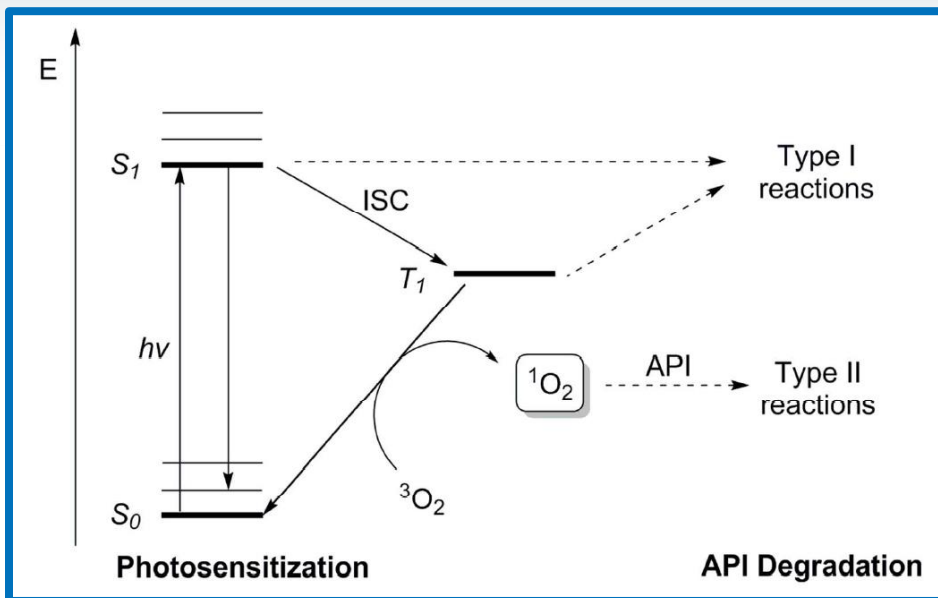 E
S₁
ISC
Type I
reactions
T₁
hv
¹O₂
API
Type II
reactions
³O₂
S₀
Photosensitization
API Degradation